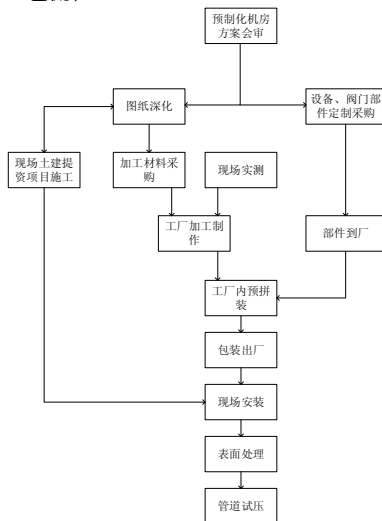 预制化机房
方案会审
图纸深化
设备、阀门部
件定制采购
现场土建提
资项目施工
加工材料采
购
现场实测
工厂加工制
作
部件到厂
工厂内预拼
装
包装出厂
现场安装
表面处理
管道试压